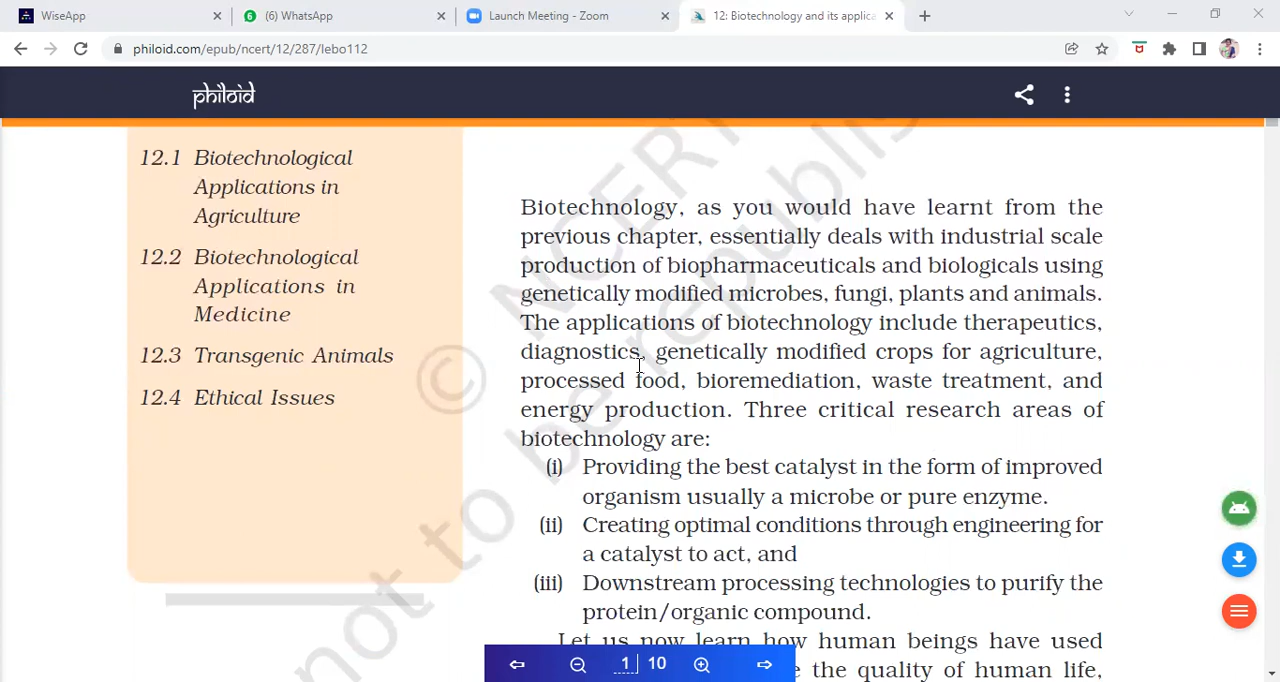 WiseApp
6
(6) WhatsApp
Launch Meeting - Zoom
12: Biotechnology and its applica
philoid.com/epub/ncert/12/287/lebo112
philoid
12.1 Biotechnological
Applications in
Agriculture
12.2 Biotechnological
Applications in
Medicine
12.3 Transgenic Animals
12.4 Ethical Issues
© NCERT
not to be republis
Biotechnology, as you would have learnt from the
previous chapter, essentially deals with industrial scale
production of biopharmaceuticals and biologicals using
genetically modified microbes, fungi, plants and animals.
The applications of biotechnology include therapeutics,
diagnostics, genetically modified crops for agriculture,
processed food, bioremediation, waste treatment, and
energy production. Three critical research areas of
biotechnology are:
(i) Providing the best catalyst in the form of improved
organism usually a microbe or pure enzyme.
(ii) Creating optimal conditions through engineering for
a catalyst to act, and
(iii) Downstream processing technologies to purify the
protein/organic compound.
Let us now learn how human beings have used
the quality of human life,
1 10